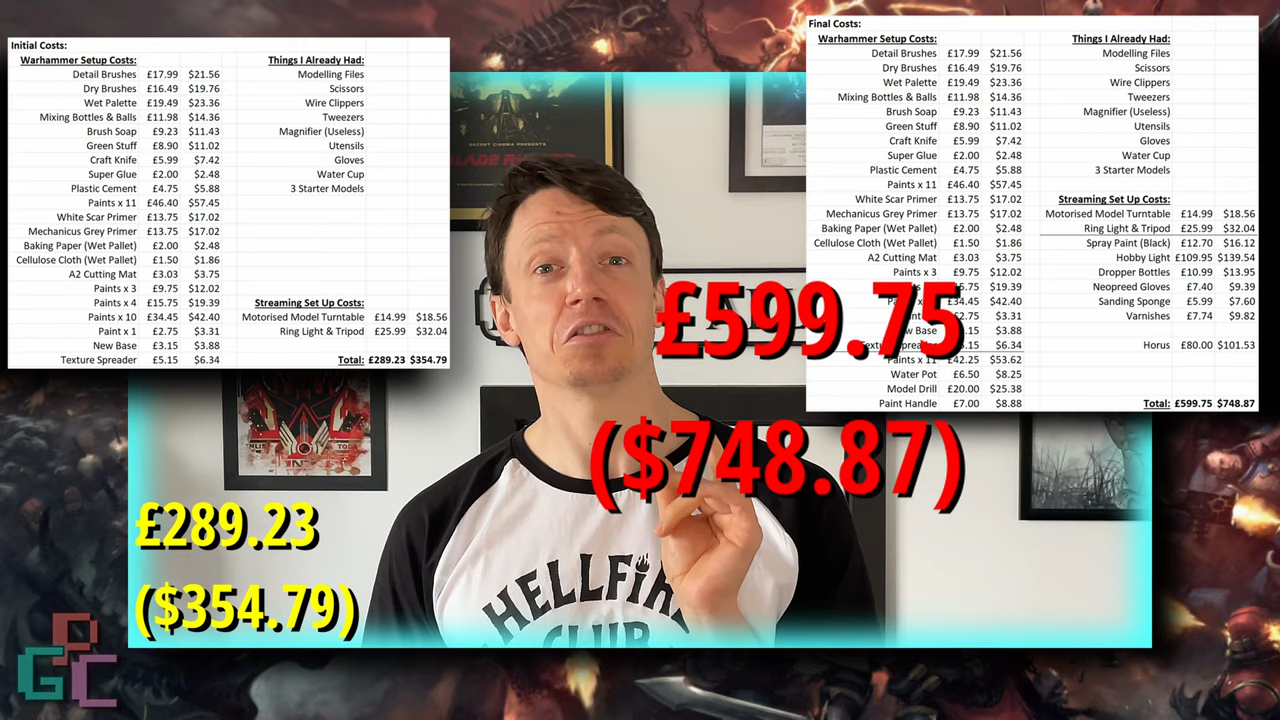 Initial Costs:
Warhammer Setup Costs: Things I Already Had:
Detail Brushes £17.99 $21.56 Modelling Files
Dry Brushes £16.49 $19.76 Scissors
Wet Palette £19.49 $23.36 Wire Clippers
Mixing Bottles & Balls £11.98 $14.36 Tweezers
Brush Soap £9.23 $11.43 Magnifier (Useless)
Green Stuff £8.90 $11.02 Utensils
Craft Knife £5.99 $7.42 Gloves
Super Glue £2.00 $2.48 Water Cup
Plastic Cement £4.75 $5.88 3 Starter Models
Paints x 11 £46.40 $57.45
White Scar Primer £13.75 $17.02
Mechanicus Grey Primer £13.75 $17.02
Baking Paper (Wet Pallet) £2.00 $2.48
Cellulose Cloth (Wet Pallet) £1.50 $1.86
A2 Cutting Mat £3.03 $3.75
Paints x 3 £9.75 $12.02
Paints x 4 £15.75 $19.39 Streaming Set Up Costs:
Paints x 10 £34.45 $42.40 Motorised Model Turntable £14.99 $18.56
Paint x 1 £2.75 $3.31 Ring Light & Tripod £25.99 $32.04
New Base £3.15 $3.88
Texture Spreader £5.15 $6.34 Total: £289.23 $354.79
Final Costs:
Warhammer Setup Costs: Things I Already Had:
Detail Brushes £17.99 $21.56 Modelling Files
Dry Brushes £16.49 $19.76 Scissors
Wet Palette £19.49 $23.36 Wire Clippers
Mixing Bottles & Balls £11.98 $14.36 Tweezers
Brush Soap £9.23 $11.43 Magnifier (Useless)
Green Stuff £8.90 $11.02 Utensils
Craft Knife £5.99 $7.42 Gloves
Super Glue £2.00 $2.48 Water Cup
Plastic Cement £4.75 $5.88 3 Starter Models
Paints x 11 £46.40 $57.45
White Scar Primer £13.75 $17.02 Streaming Set Up Costs:
Mechanicus Grey Primer £13.75 $17.02 Motorised Model Turntable £14.99 $18.56
Baking Paper (Wet Pallet) £2.00 $2.48 Ring Light & Tripod £25.99 $32.04
Cellulose Cloth (Wet Pallet) £1.50 $1.86 Spray Paint (Black) £12.70 $16.12
A2 Cutting Mat £3.03 $3.75 Hobby Light £109.95 $139.54
Paints x 3 £9.75 $12.02 Dropper Bottles £10.99 $13.95
$19.39 Neopreed Gloves £7.40 $9.39
£34.45 $42.40 Sanding Sponge £5.99 $7.60
$3.31 Varnishes £7.74 $9.82
Base $3.88
$6.34 Horus £80.00 $101.53
Paints x 11 £42.25 $53.62
Water Pot £6.50 $8.25
Model Drill £20.00 $25.38
Paint Handle £7.00 $8.88 Total: £599.75 $748.87
SECRET CINEMA PRESENTS
£599.75
($748.87)
£289.23
($354.79)
HELLFIRE
CLUB
GPC